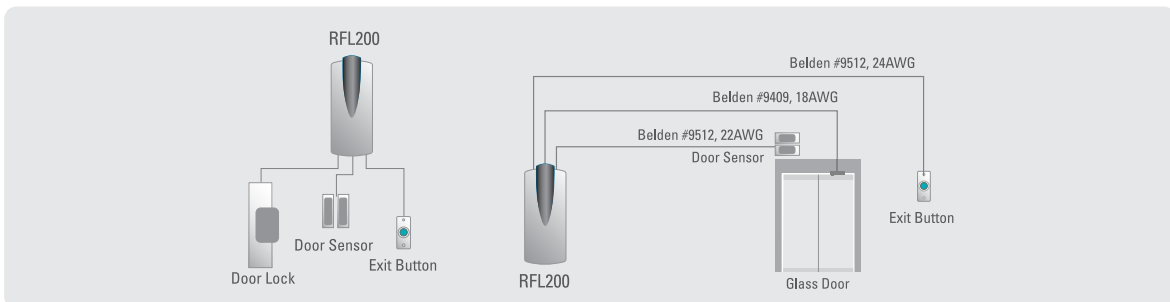 RFL200
Door Lock
Door Sensor
Exit Button
Belden #9512, 24AWG
Belden #9409, 18AWG
Belden #9512, 22AWG
Door Sensor
Exit Button
RFL200
Glass Door